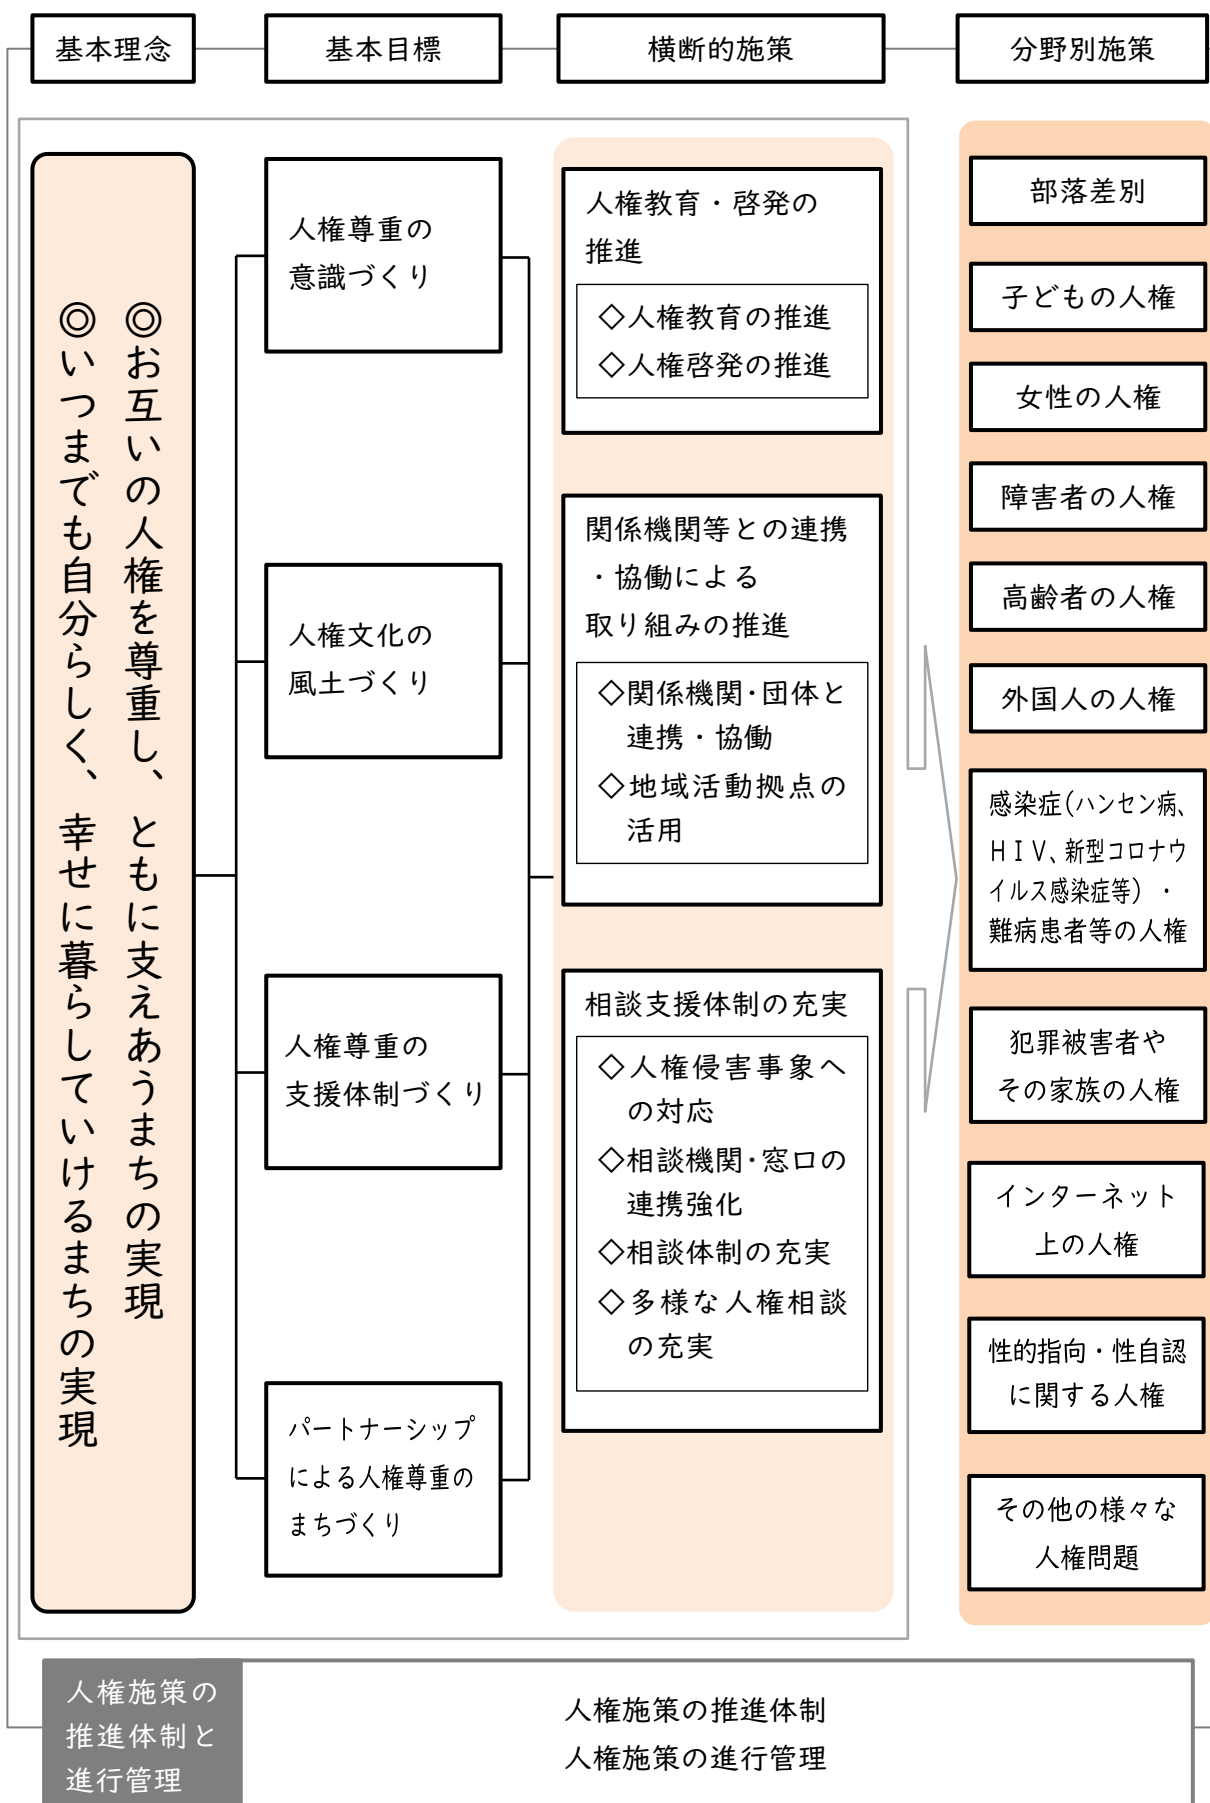 基本理念
基本目標
横断的施策
分野別施策
◎お互いの人権を尊重し、ともに支えあうまちの実現
◎いつまでも自分らしく、幸せに暮らしていけるまちの実現
人権尊重の
意識づくり
人権文化の
風土づくり
人権尊重の
支援体制づくり
パートナーシップ
による人権尊重の
まちづくり
人権教育・啓発の
推進
◇人権教育の推進
◇人権啓発の推進
関係機関等との連携
・協働による
取り組みの推進
◇関係機関・団体と
連携・協働
◇地域活動拠点の
活用
相談支援体制の充実
◇人権侵害事象へ
の対応
◇相談機関・窓口の
連携強化
◇相談体制の充実
◇多様な人権相談
の充実
部落差別
子どもの人権
女性の人権
障害者の人権
高齢者の人権
外国人の人権
感染症(ハンセン病、
ＨＩＶ、新型コロナウ
イルス感染症等)・
難病患者等の人権
犯罪被害者や
その家族の人権
インターネット
上の人権
性的指向・性自認
に関する人権
その他の様々な
人権問題
人権施策の
推進体制と
進行管理
人権施策の推進体制
人権施策の進行管理